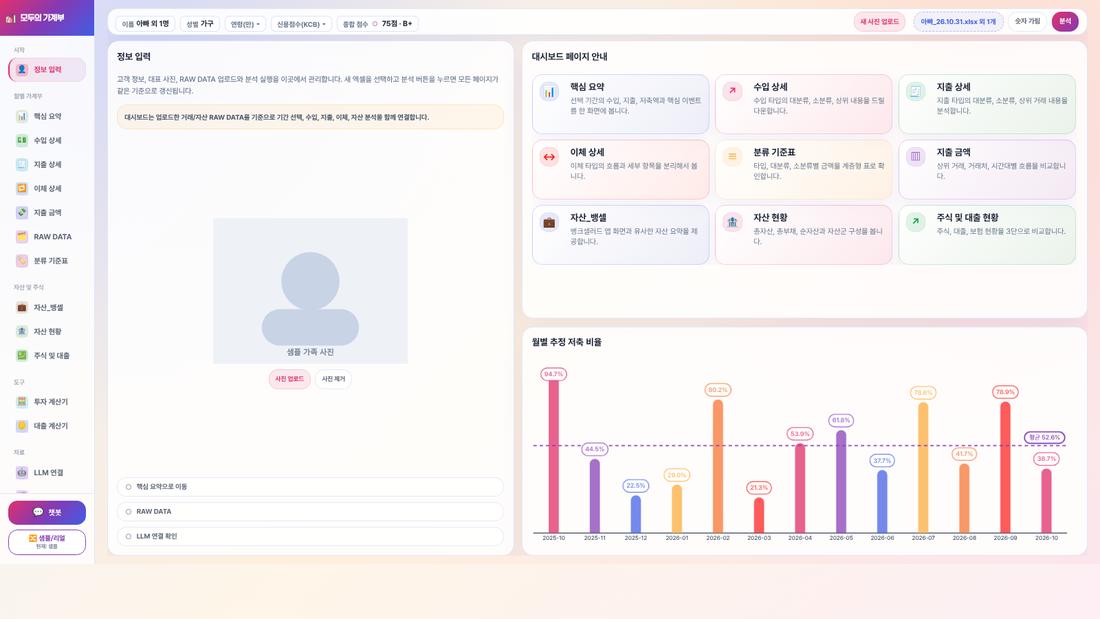 모두의 가계부
시작
정보 입력
월별 가계부
핵심 요약
수입 상세
지출 상세
이체 상세
지출 금액
RAW DATA
분류 기준표
자산 및 주식
자산_뱅샐
자산 현황
주식 및 대출
도구
투자 계산기
대출 계산기
자료
LLM 연결
챗봇
샘플/리얼
현재: 샘플
이름 아빠 외 1명
성별 가구
연령(만) -
신용점수(KCB) -
종합 점수 75점 · B+
새 사진 업로드
아빠_26.10.31.xlsx 외 1개
숫자 가림
분석
정보 입력
고객 정보, 대표 사진, RAW DATA 업로드와 분석 실행을 이곳에서 관리합니다. 새 엑셀을 선택하고 분석 버튼을 누르면 모든 페이지가
같은 기준으로 갱신됩니다.
대시보드는 업로드한 거래/자산 RAW DATA를 기준으로 기간 선택, 수입, 지출, 이체, 자산 분석을 함께 연결합니다.
샘플 가족 사진
사진 업로드
사진 제거
핵심 요약으로 이동
RAW DATA
LLM 연결 확인
대시보드 페이지 안내
핵심 요약
선택 기간의 수입, 지출, 저축액과 핵심 이벤트
를 한 화면에 봅니다.
수입 상세
수입 타입의 대분류, 소분류, 상위 내용을 드릴
다운합니다.
지출 상세
지출 타입의 대분류, 소분류, 상위 거래 내용을
분석합니다.
이체 상세
이체 타입의 흐름과 세부 항목을 분리해서 봅
니다.
분류 기준표
타입, 대분류, 소분류별 금액을 계층형 표로 확
인합니다.
지출 금액
상위 거래, 거래처, 시간대별 흐름을 비교합니
다.
자산_뱅샐
뱅크샐러드 앱 화면과 유사한 자산 요약을 제
공합니다.
자산 현황
총자산, 총부채, 순자산과 자산군 구성을 봅니
다.
주식 및 대출 현황
주식, 대출, 보험 현황을 3단으로 비교합니다.
월별 추정 저축 비율
94.7%
44.5%
22.5%
29.0%
80.2%
21.3%
53.9%
61.8%
37.7%
78.6%
41.7%
78.9%
평균 52.6%
38.7%
2025-10
2025-11
2025-12
2026-01
2026-02
2026-03
2026-04
2026-05
2026-06
2026-07
2026-08
2026-09
2026-10